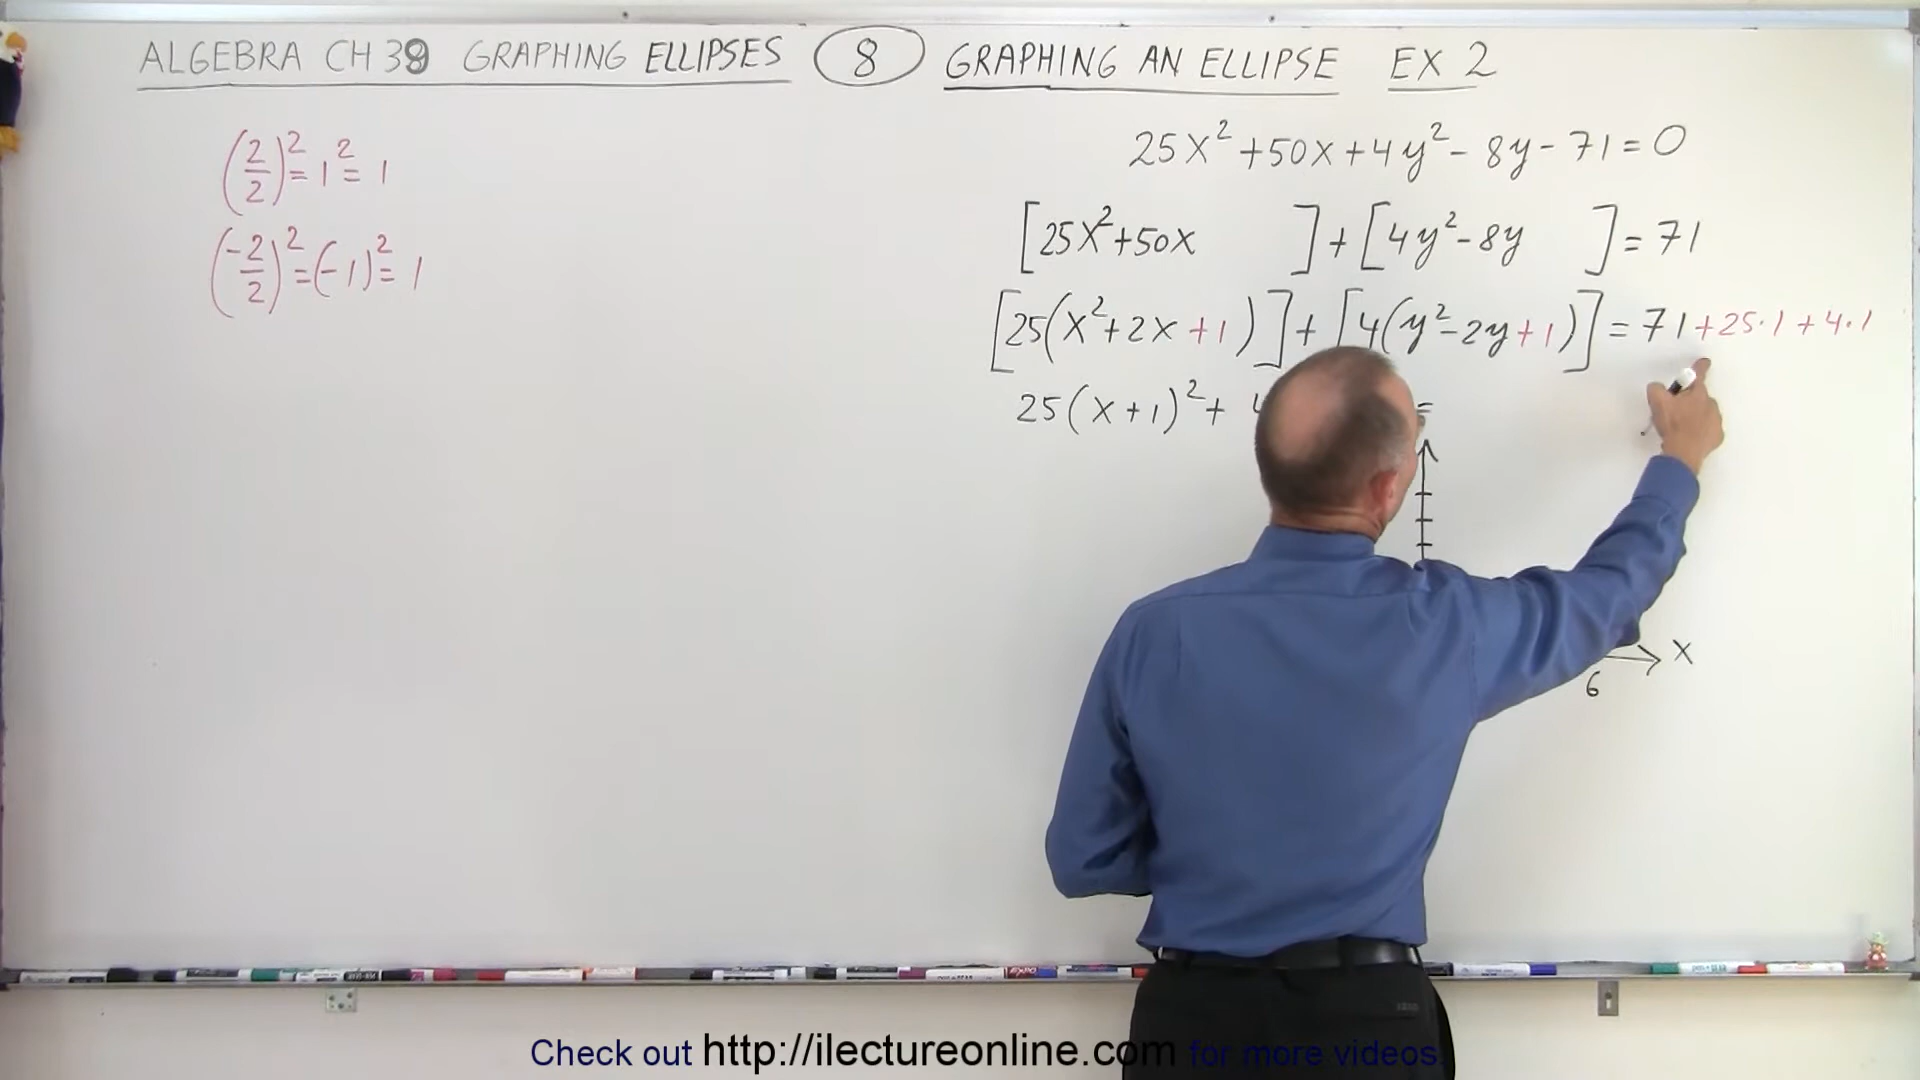 ALGEBRA CH 39 GRAPHING ELLIPSES 8 GRAPHING AN ELLIPSE EX 2
(2/2)² = 1² = 1
(-2/2)² = (-1)² = 1
25X² + 50X + 4y² - 8y - 71 = 0
[25X² + 50X ] + [4y² - 8y ] = 71
[25(X² + 2X + 1)] + [4(y² - 2y + 1)] = 71 + 25·1 + 4·1
25(X + 1)² + 4 =
X
6
Check out http://ilectureonline.com for more videos.